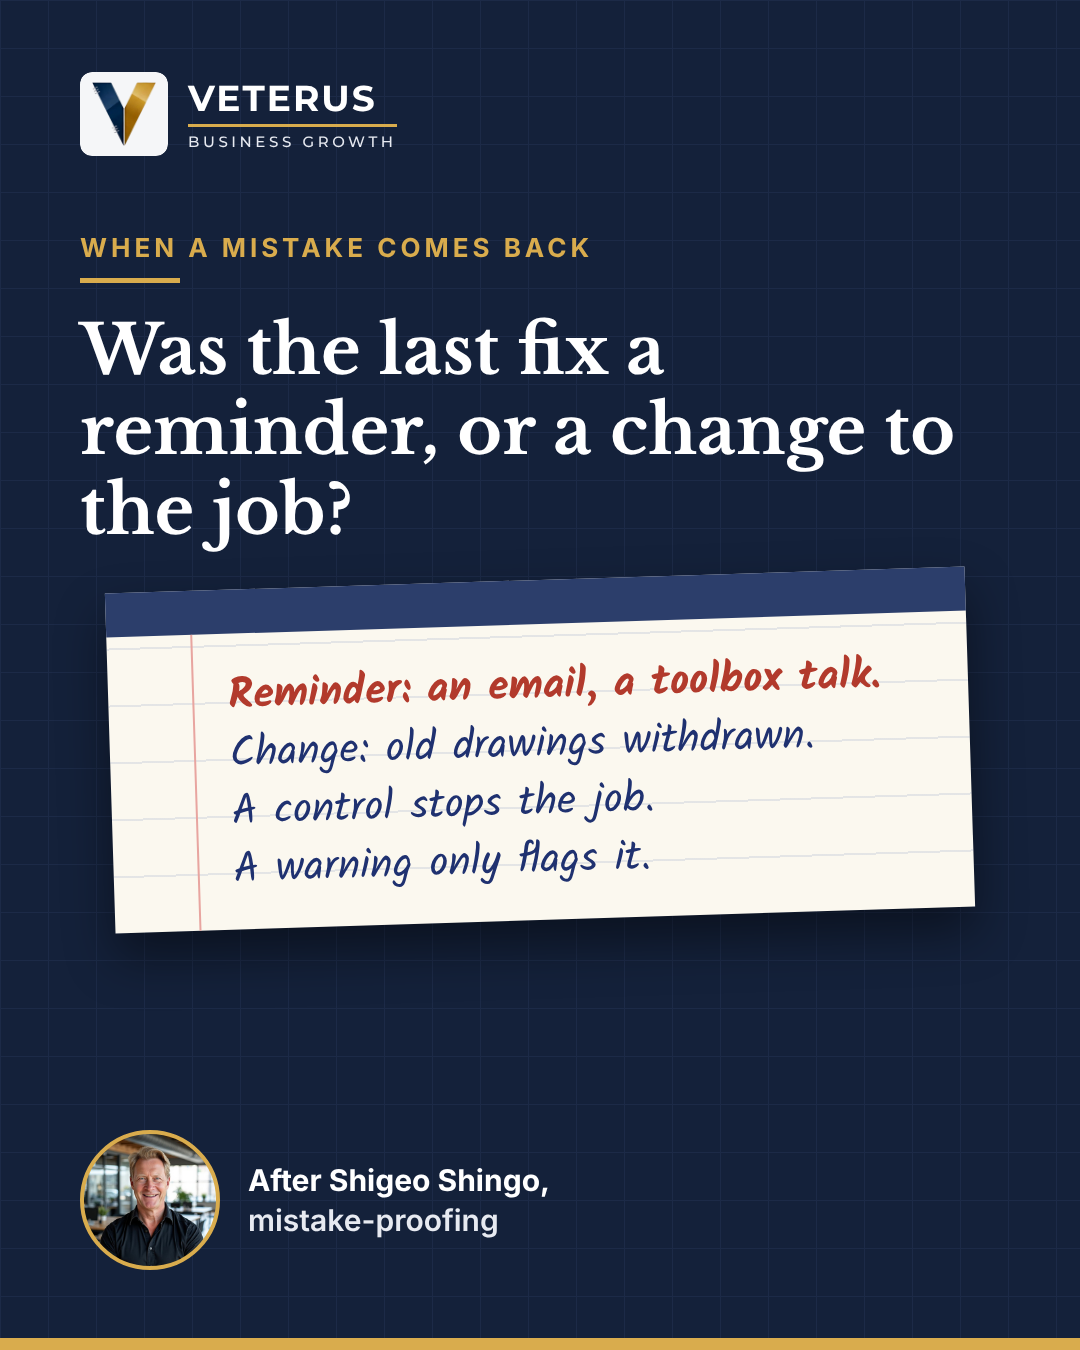 VETERUS
BUSINESS GROWTH
WHEN A MISTAKE COMES BACK
Was the last fix a
reminder, or a change to
the job?
Reminder: an email, a toolbox talk.
Change: old drawings withdrawn.
A control stops the job.
A warning only flags it.
After Shigeo Shingo,
mistake-proofing